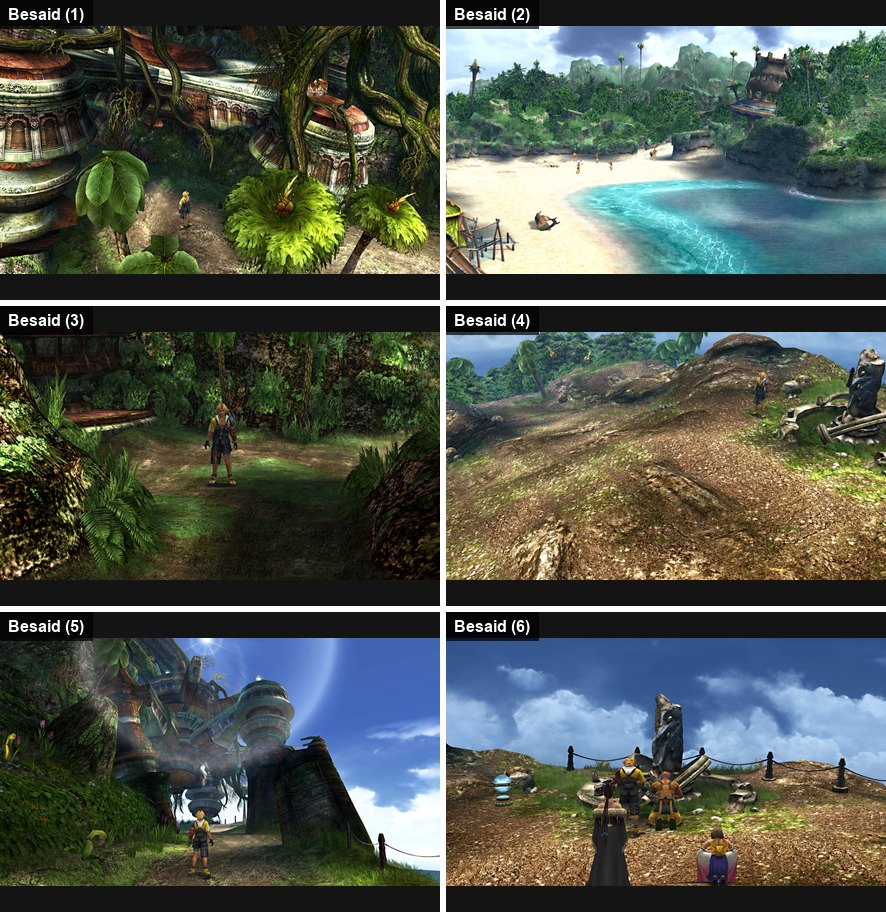 Besaid (1)
Besaid (2)
Besaid (3)
Besaid (4)
Besaid (5)
Besaid (6)